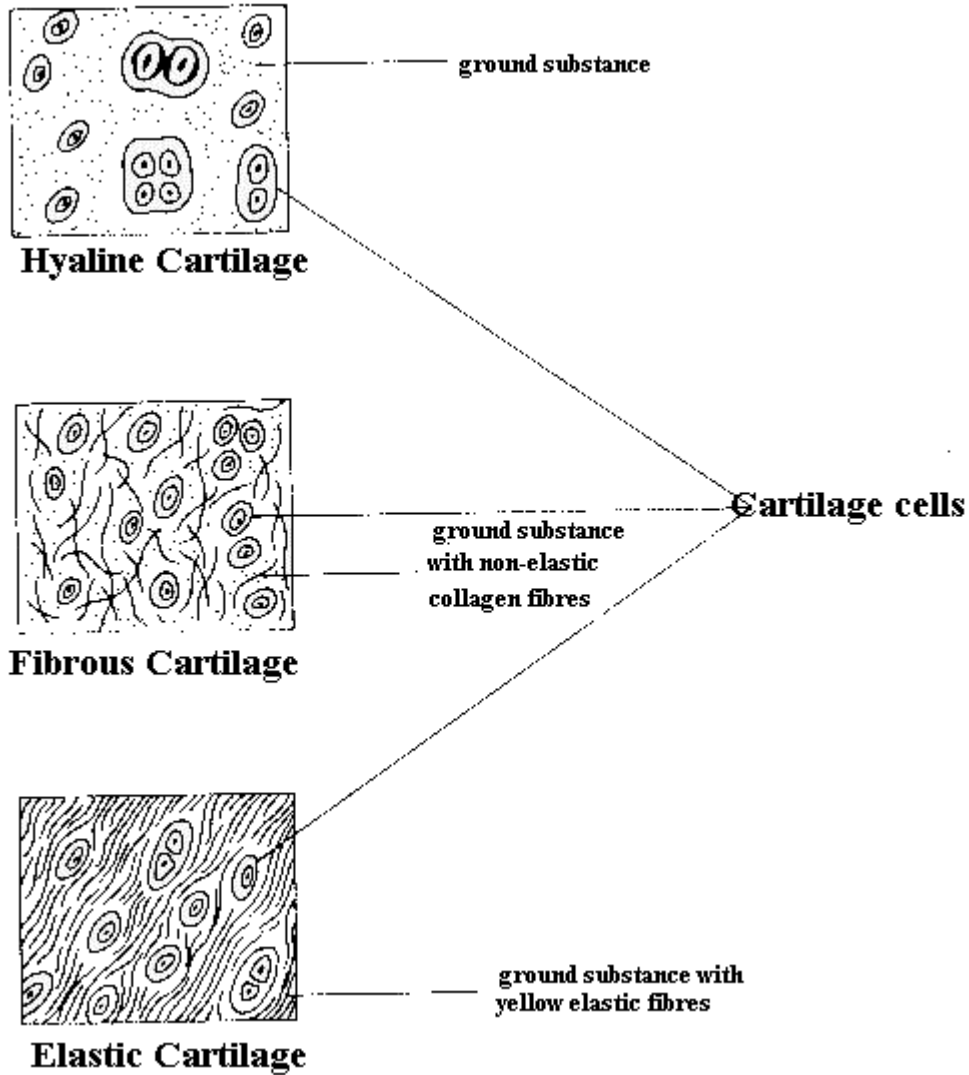 ground substance
Hyaline Cartilage
Cartilage cells
ground substance
with non-elastic
collagen fibres
Fibrous Cartilage
ground substance with
yellow elastic fibres
Elastic Cartilage